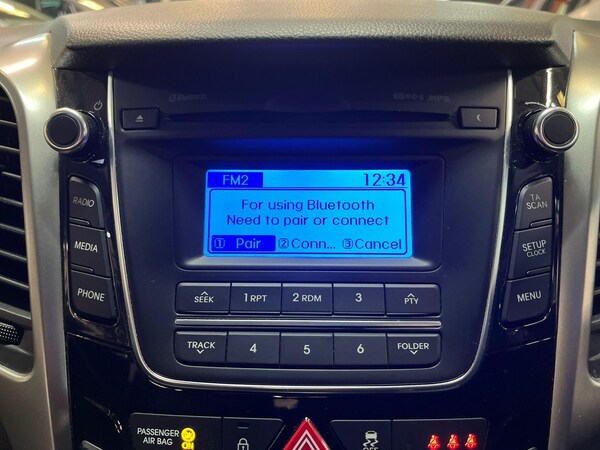 FM2 12:34
For using Bluetooth
Need to pair or connect
① Pair ② Conn... ③ Cancel
RADIO
MEDIA
PHONE
TA
SCAN
SETUP
CLOCK
MENU
SEEK 1 RPT 2 RDM 3 PTY
TRACK 4 5 6 FOLDER
PASSENGER
AIR BAG
ON
OFF